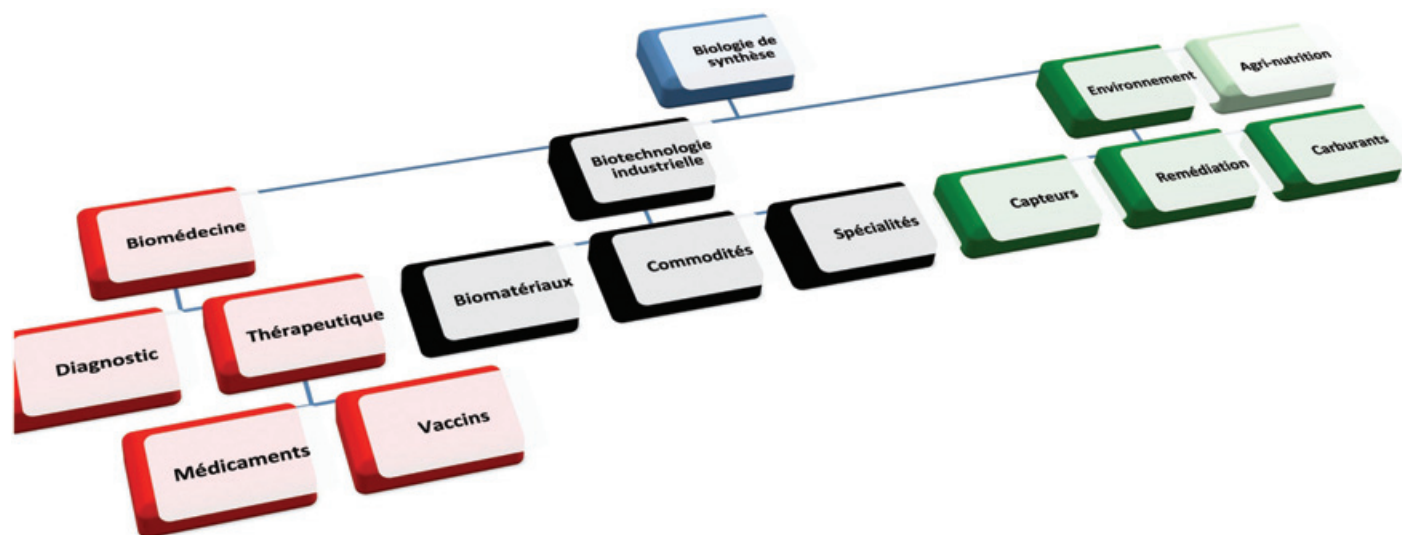 Biologie de
synthèse
Environnement
Agri-nutrition
Biotechnologie
industrielle
Biomédecine
Capteurs
Remédiation
Carburants
Biomatériaux
Commodités
Spécialités
Diagnostic
Thérapeutique
Médicaments
Vaccins